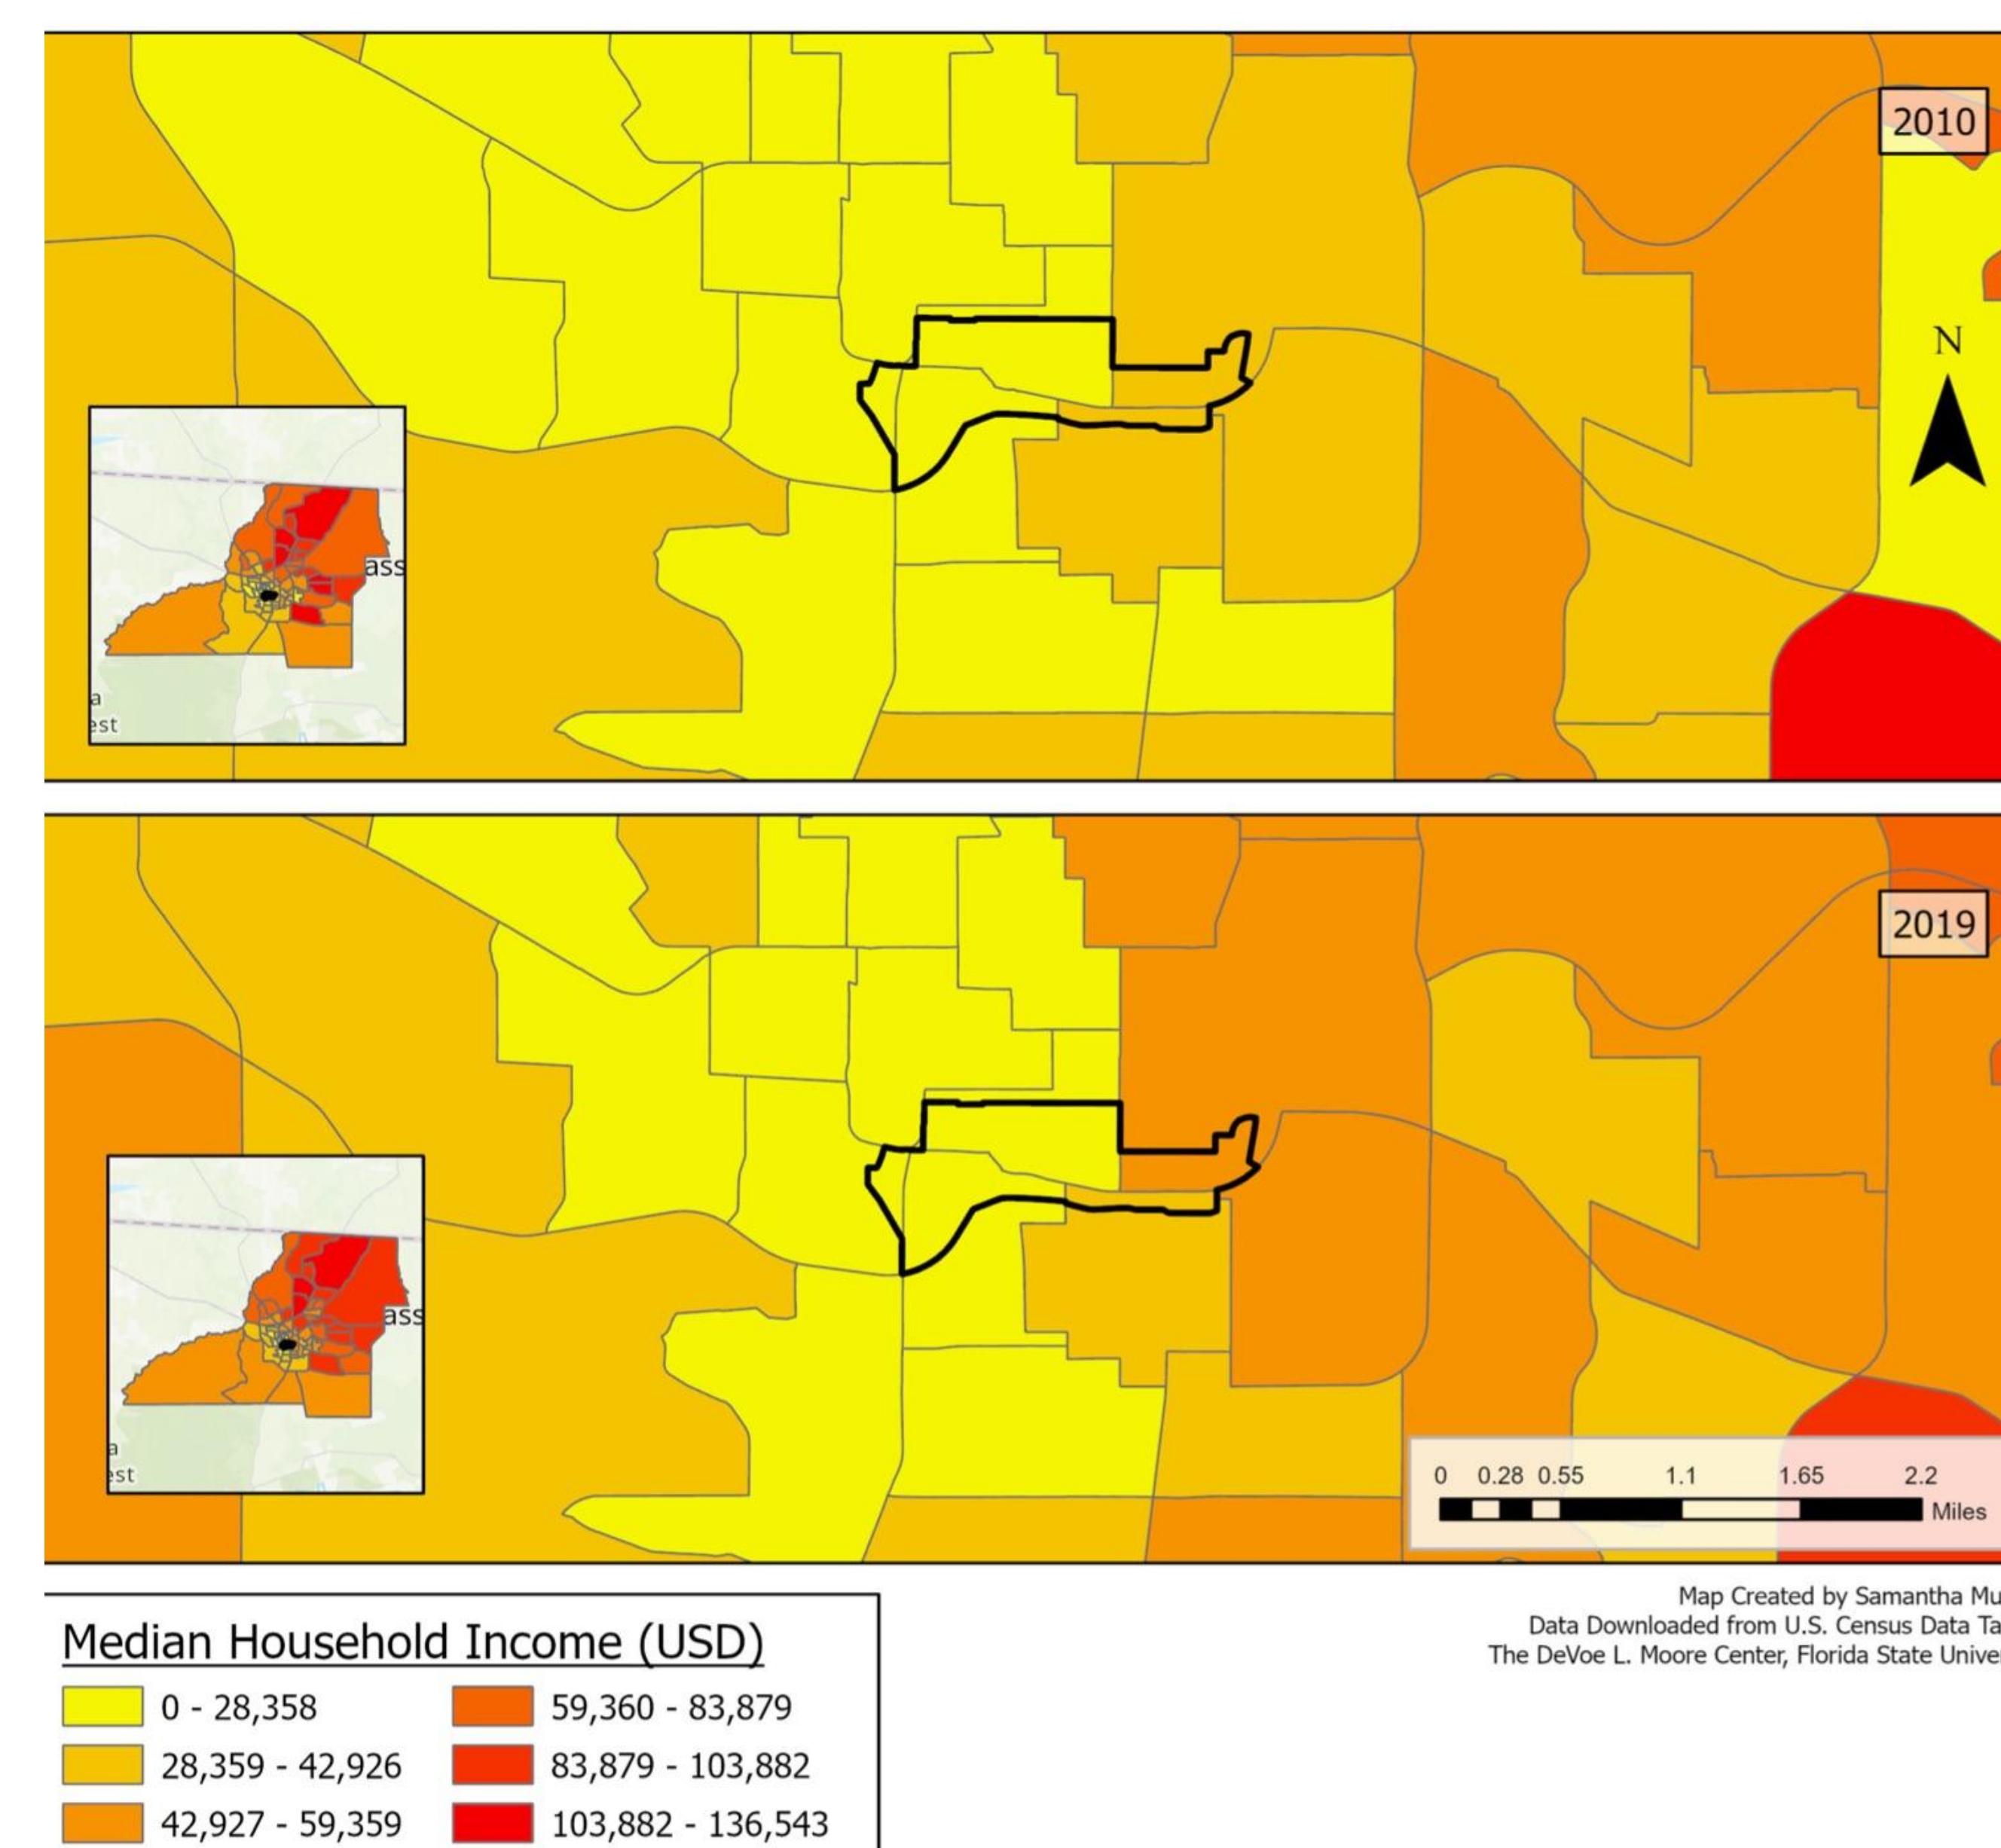 2010
N
ass
a
est
2019
ass
a
est
0 0.28 0.55 1.1 1.65 2.2
Miles
Map Created by Samantha Mu
Data Downloaded from U.S. Census Data Ta
The DeVoe L. Moore Center, Florida State Univer
Median Household Income (USD)
0 - 28,358
28,359 - 42,926
42,927 - 59,359
59,360 - 83,879
83,879 - 103,882
103,882 - 136,543